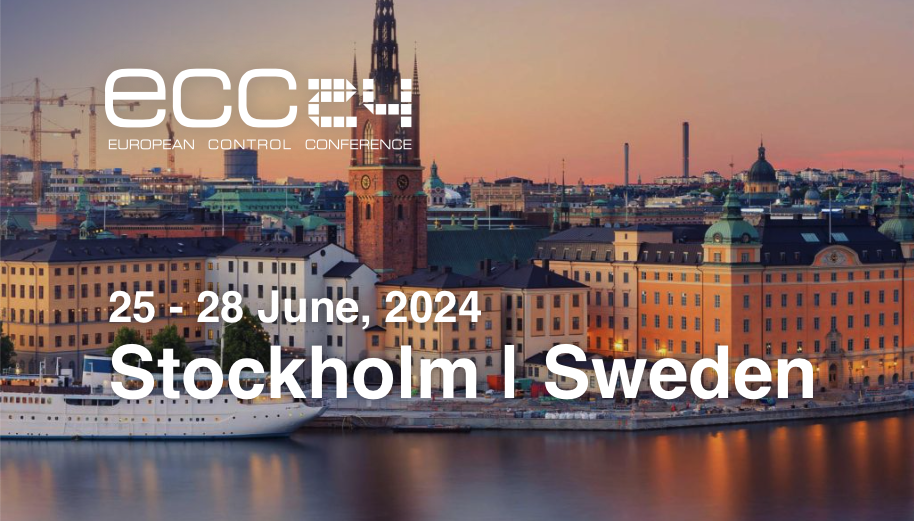 ecc24
EUROPEAN CONTROL CONFERENCE
25 - 28 June, 2024
Stockholm | Sweden